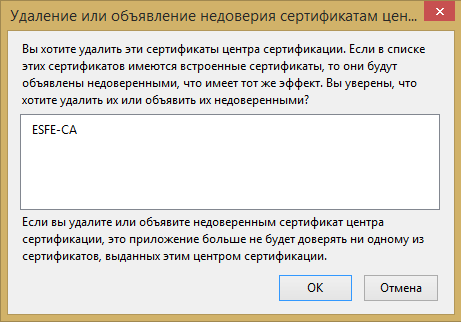 Удаление или объявление недоверия сертификатам цен...
Вы хотите удалить эти сертификаты центра сертификации. Если в списке
этих сертификатов имеются встроенные сертификаты, то они будут
объявлены недоверенными, что имеет тот же эффект. Вы уверены, что
хотите удалить их или объявить их недоверенными?
ESFE-CA
Если вы удалите или объявите недоверенным сертификат центра
сертификации, это приложение больше не будет доверять ни одному из
сертификатов, выданных этим центром сертификации.
ОК
Отмена